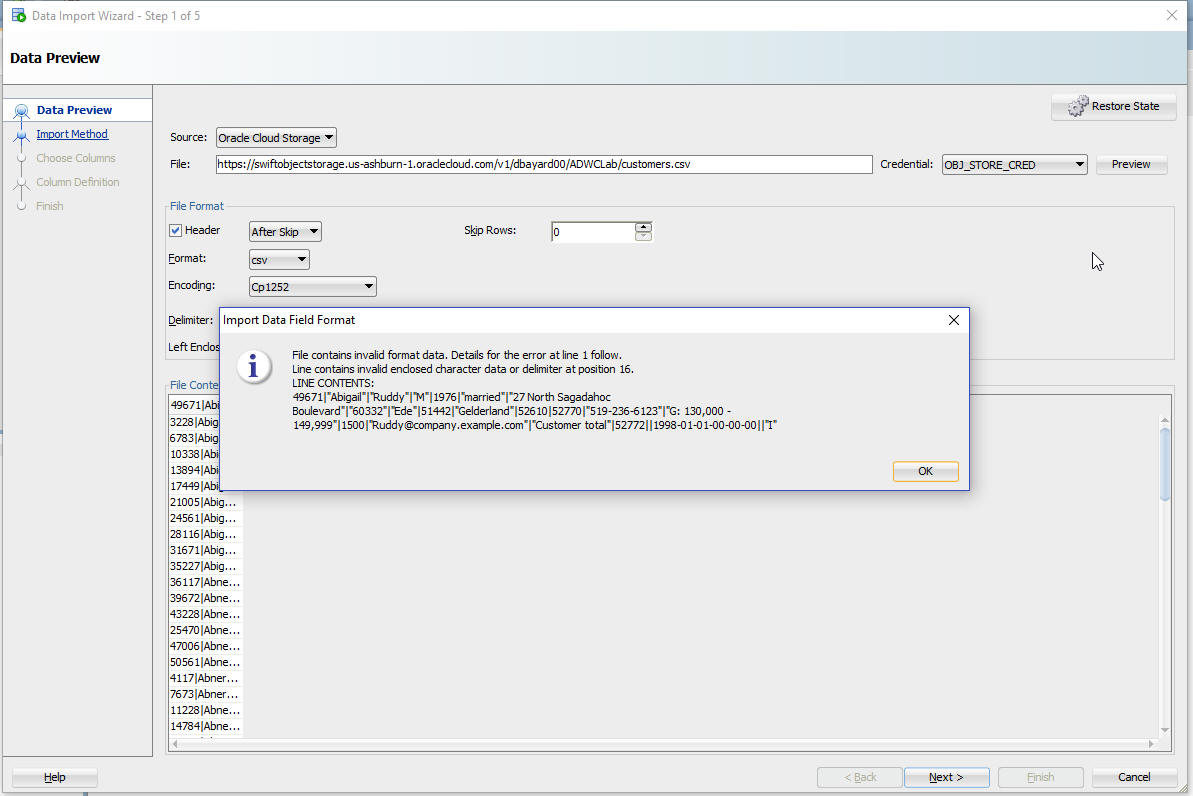 Data Import Wizard - Step 1 of 5
Data Preview
Data Preview
Import Method
Choose Columns
Column Definition
Finish
Restore State
Source: Oracle Cloud Storage
File: https://swiftobjectstorage.us-ashburn-1.oraclecloud.com/v1/dbayard00/ADWCLab/customers.csv Credential: OBJ_STORE_CRED Preview
File Format
Header After Skip Skip Rows: 0
Format: csv
Encoding: Cp1252
Delimiter:
Left Enclos
Import Data Field Format
File contains invalid format data. Details for the error at line 1 follow.
Line contains invalid enclosed character data or delimiter at position 16.
LINE CONTENTS:
49671|"Abigail"|"Ruddy"|"M"|1976|"married"|"27 North Sagadahoc
Boulevard"|"60332"|"Ede"|51442|"Gelderland"|52610|52770|"519-236-6123"|"G: 130,000 -
149,999"|1500|"Ruddy@company.example.com"|"Customer total"|52772||1998-01-01-00-00-00||"I"
OK
File Conte
49671|Abi
3228|Abig
6783|Abig
10338|Abi
13894|Abi
17449|Abi
21005|Abig...
24561|Abig...
28116|Abig...
31671|Abig...
35227|Abig...
36117|Abne...
39672|Abne...
43228|Abne...
25470|Abne...
47006|Abne...
50561|Abne...
4117|Abner...
7673|Abner...
11228|Abne...
14784|Abne...
Help
< Back Next > Finish Cancel